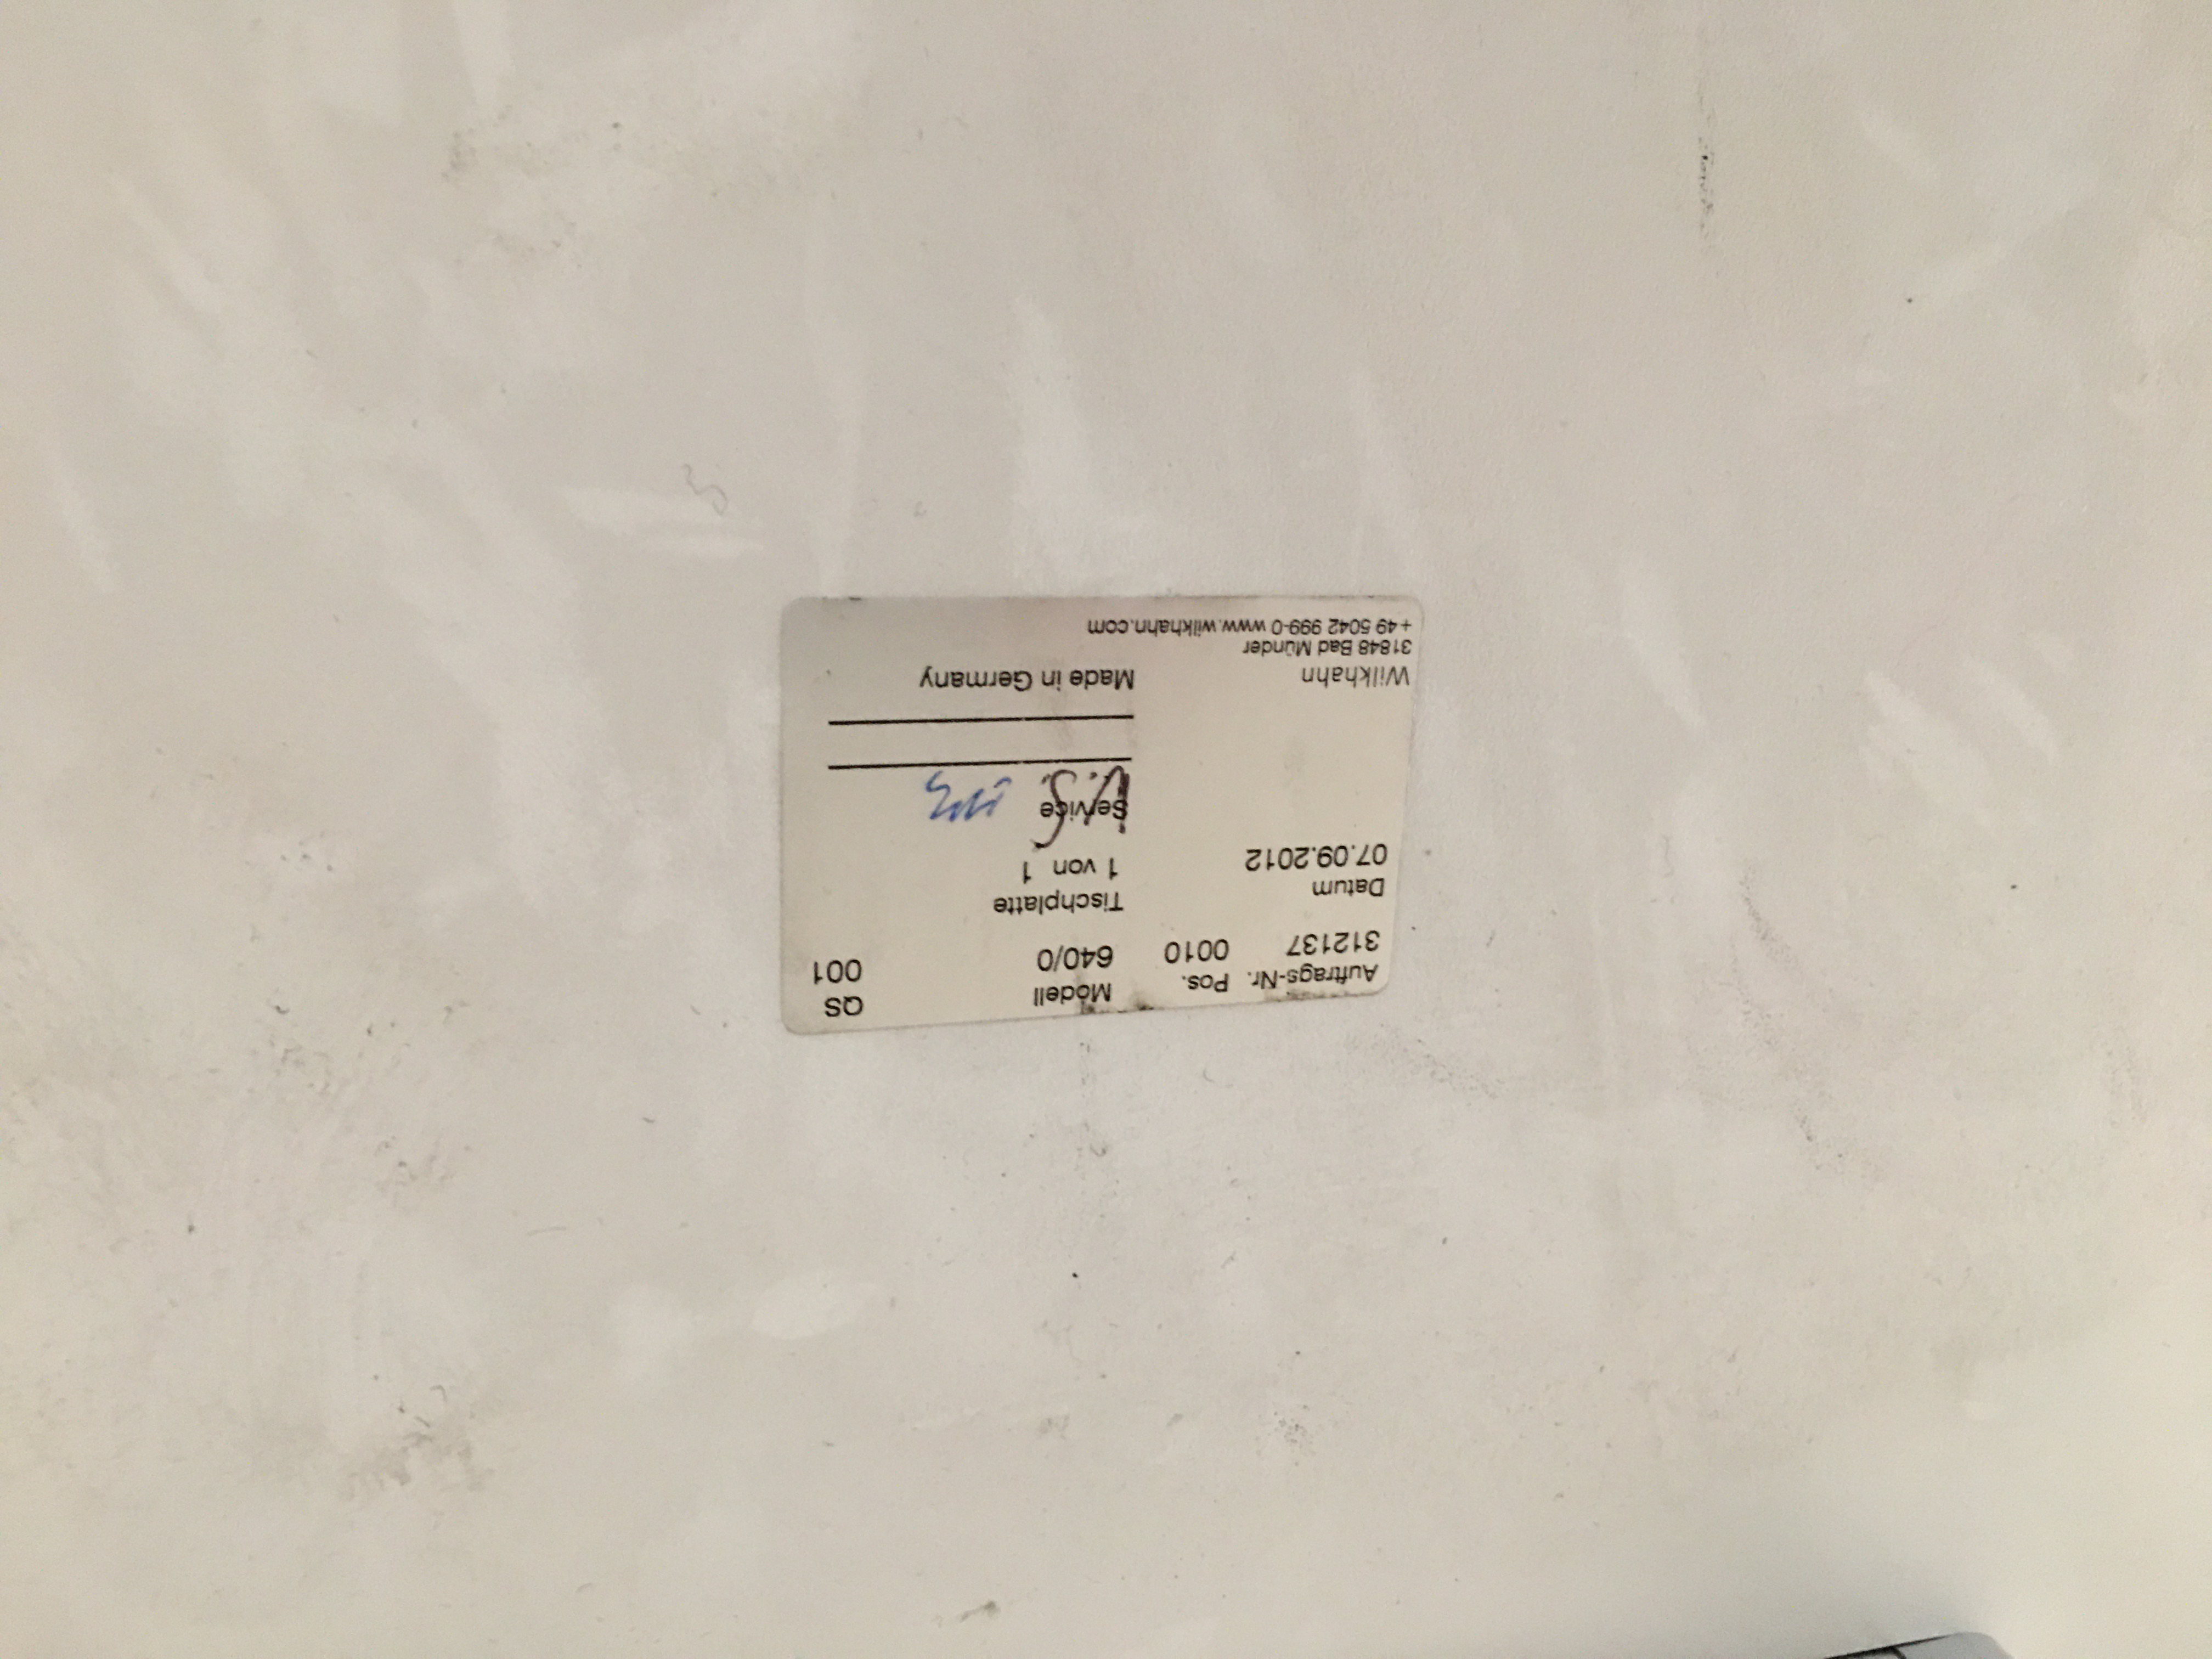 Auftrags-Nr. Pos. Modell QS
312137 0010 640/0 001
Datum Tischplatte
07.09.2012 1 von 1
Service
Wilkhahn Made in Germany
31848 Bad Münder
+49 5042 999-0 www.wilkhahn.com